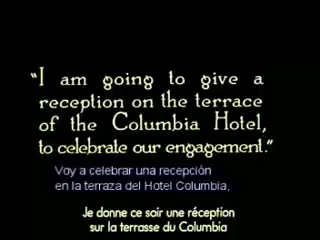 "I am going to give a
reception on the terrace
of the Columbia Hotel,
to celebrate our engagement."
Voy a celebrar una recepción
en la terraza del Hotel Columbia,
Je donne ce soir une réception
sur la terrasse du Columbia